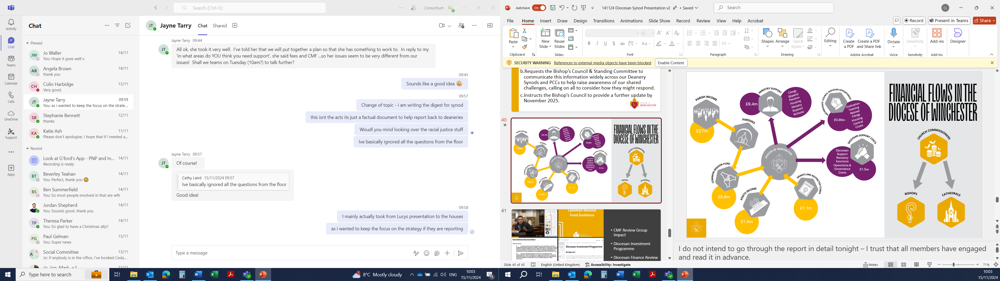 Search (Ctrl+E)
Consortium
CL
Activity
Chat
Teams
Calendar
Calls
OneDrive
Support
Apps
Chat
Pinned
JW
Jo Waller
14/11
You: Hope it goes well x
AB
Angela Brown
14/11
thank you
CH
Colin Harbidge
13/11
Very good.
JT
Jayne Tarry
09:59
You: as i wanted to keep the focus on the strate...
SB
Stephanie Bennett
12/11
thanks
KA
Katie Ash
11/11
Please don't apologise. I hope that if I needed a...
Recent
Look at G'ford's App - PNP and In...
14/11
Recording is ready
BT
Beverley Teahan
14/11
You: Perfect, thank you
BS
Ben Summerfield
14/11
You: So most people involved in that are wfh
Jordan Shepherd
14/11
You: Sounds good, thank you
TP
Theresa Parker
14/11
You: So glad to have a Christmas ally!!
PG
Paul Gelman
13/11
You: Super news
Social Committee
13/11
Jo: If anybody is in the office, I've booked Ceda...
Jo, Jon, Mark, +2
13/11
JT
Jayne Tarry
Chat
Shared
Jayne Tarry 09:44
JT
All ok, she took it very well. I've told her that we will put together a plan so that she has something to work to. In reply to my
'in what areas do YOU think you need support', she said fees and CMF ...so her issues seem to be very different from our
issues! Shall we teams on Tuesday (10am?) to talk further?
09:45
Sounds like a good idea
09:57
Change of topic - i am writing the digest for synod
this isnt the acts its just a factual document to help report back to deaneries
Woudl you mind looking over the racial justice stuff
Ive basically ignored all the questions from the floor
Jayne Tarry 09:57
JT
Of course!
Cathy Laird 15/11/2024 09:57
Ive basically ignored all the questions from the floor
Good idea!
09:58
I mainly actually took from Lucys presentation to the houses
as i wanted to keep the focus on the strategy if they are reporting
Type a message
Type here to search
8°C Mostly cloudy
ENG
10:03
15/11/2024
15
AutoSave
On
141124 Diocesan Synod Presentation v2
• Saved
Search
CL
File
Home
Insert
Draw
Design
Transitions
Animations
Slide Show
Record
Review
View
Help
Acrobat
Record
Present in Teams
Share
Paste
Clipboard
New
Slide
Reuse
Slides
Slides
12
Font
Paragraph
Shapes
Arrange
Quick
Styles
Drawing
Editing
Create
a PDF
Create a PDF
and Share link
Adobe Acrobat
Dictate
Voice
Sensitivity
Sensitivity
Add-ins
Add-ins
Designer
SECURITY WARNING References to external media objects have been blocked
Enable Content
b.Requests the Bishop's Council & Standing Committee to
communicate this information widely across our Deanery
Synods and PCCs to help raise awareness of our shared
challenges, calling on all to consider how they might respond.
c.Instructs the Bishop's Council to provide a further update by
November 2025.
DIOCESE OF
WINCHESTER
40
FINANCIAL FLOWS IN THE
DIOCESE OF WINCHESTER
CHURCH COMMISSIONERS
BISHOPS
CATHEDRALS
41
Common Mission
Fund Guidance
Diocesan Investment Programme
Background
• CMF Review Group
Impact
• Diocesan Investment
Programme
• Diocesan Finance Review
PARISH INCOME
£27m
PARISHES
MINISTRY SUPPORT
£9.4m
Clergy
Stipend
Pension
Housing
Ministry
Support
Schools
ARCHBISHOPS' COUNCIL DIOCESAN APPOINTMENT
£0.86m
Ordination
Training
Retired
Clergy
Housing
Central
Costs
DIOCESAN SUPPORT COSTS
Diocesan
Support
Statutory
functions
Operations &
Governance
Costs
£1.5m
DIOCESE OF WINCHESTER
COMMON MISSION FUND
£8.6m
ASSETS INCOME
£1.5m
GRANTS AND RESTRICTED FUNDS
GRANT
£1.1m
FINANCIAL FLOWS IN THE
DIOCESE OF WINCHESTER
CHURCH COMMISSIONERS
BISHOPS
CATHEDRALS
I do not intend to go through the report in detail tonight – I trust that all members have engaged
and read it in advance.
Slide 40 of 45
English (United Kingdom)
Accessibility: Investigate
Notes
71%
10:03
15/11/2024